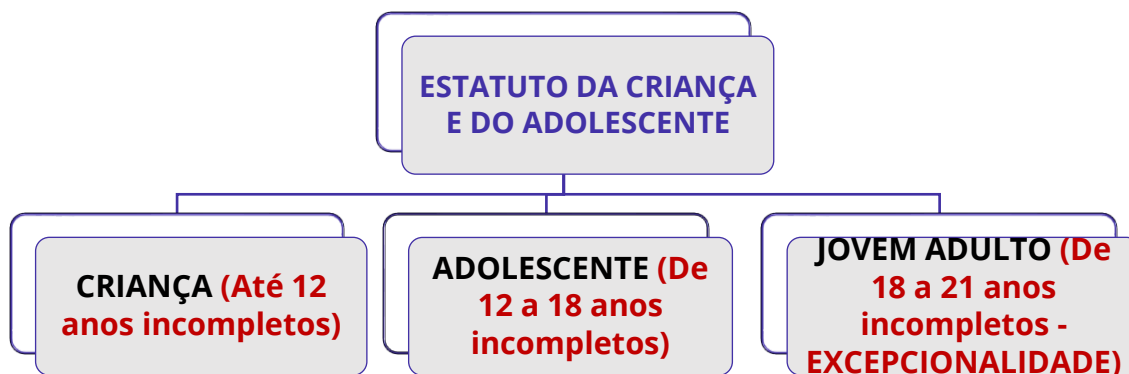 ESTATUTO DA CRIANÇA
E DO ADOLESCENTE
CRIANÇA (Até 12
anos incompletos)
ADOLESCENTE (De
12 a 18 anos
incompletos)
JOVEM ADULTO (De
18 a 21 anos
incompletos -
EXCEPCIONALIDADE)